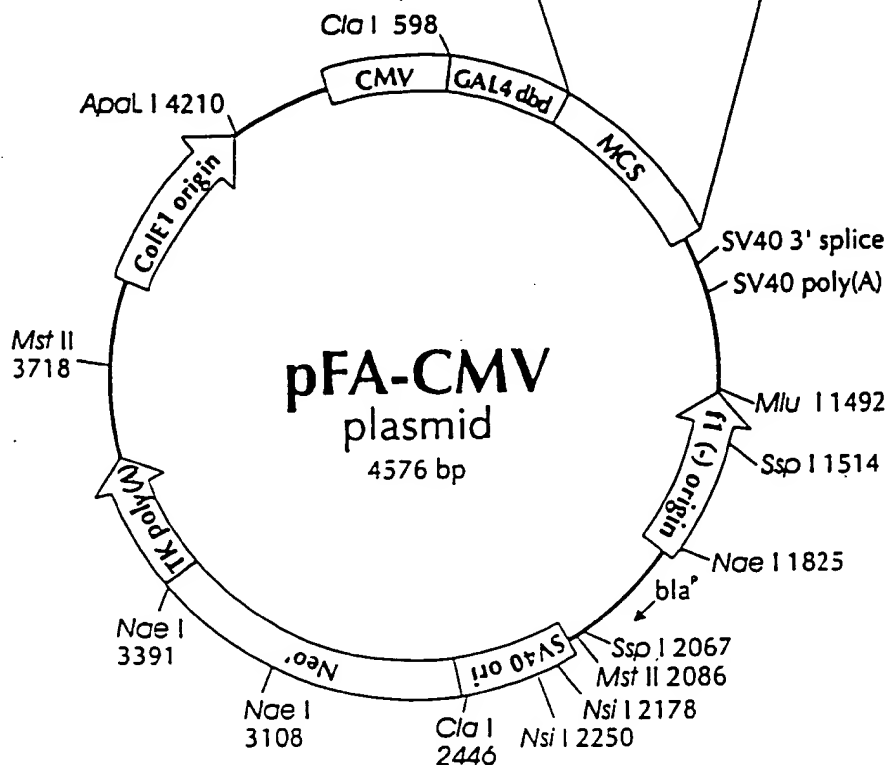 Cla I 598
CMV
GAL4 dbd
MCS
ApaL I 4210
ColE1 origin
SV40 3' splice
SV40 poly(A)
Mst II
3718
pFA-CMV
plasmid
4576 bp
Mlu I 1492
Ssp I 1514
f1 (-) origin
Nae I 1825
blaᴾ
TK poly(A)
Ssp I 2067
Mst II 2086
Nsi I 2178
Nsi I 2250
SV40 ori
Neoʳ
Nae I
3391
Nae I
3108
Cla I
2446